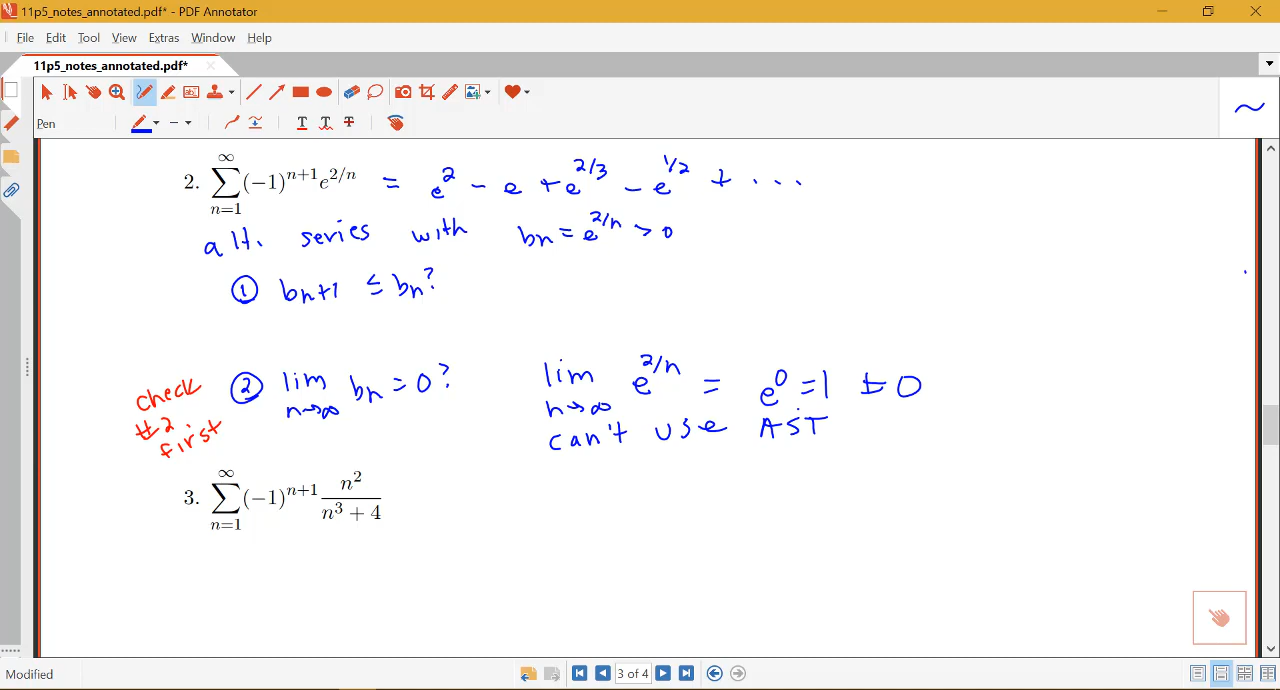 11p5_notes_annotated.pdf* - PDF Annotator
File Edit Tool View Extras Window Help
11p5_notes_annotated.pdf*
Pen
2. ∑_{n=1}^{∞} (−1)^{n+1} e^{2/n} = e^2 - e + e^{2/3} - e^{1/2} + ...
alt. series with bn = e^{2/n} > 0
① bn+1 ≤ bn?
check #2 first
② lim_{n→∞} bn = 0? lim_{n→∞} e^{2/n} = e^0 = 1 ≠ 0
can't use AST
3. ∑_{n=1}^{∞} (−1)^{n+1} n^2/(n^3 + 4)
Modified 3 of 4